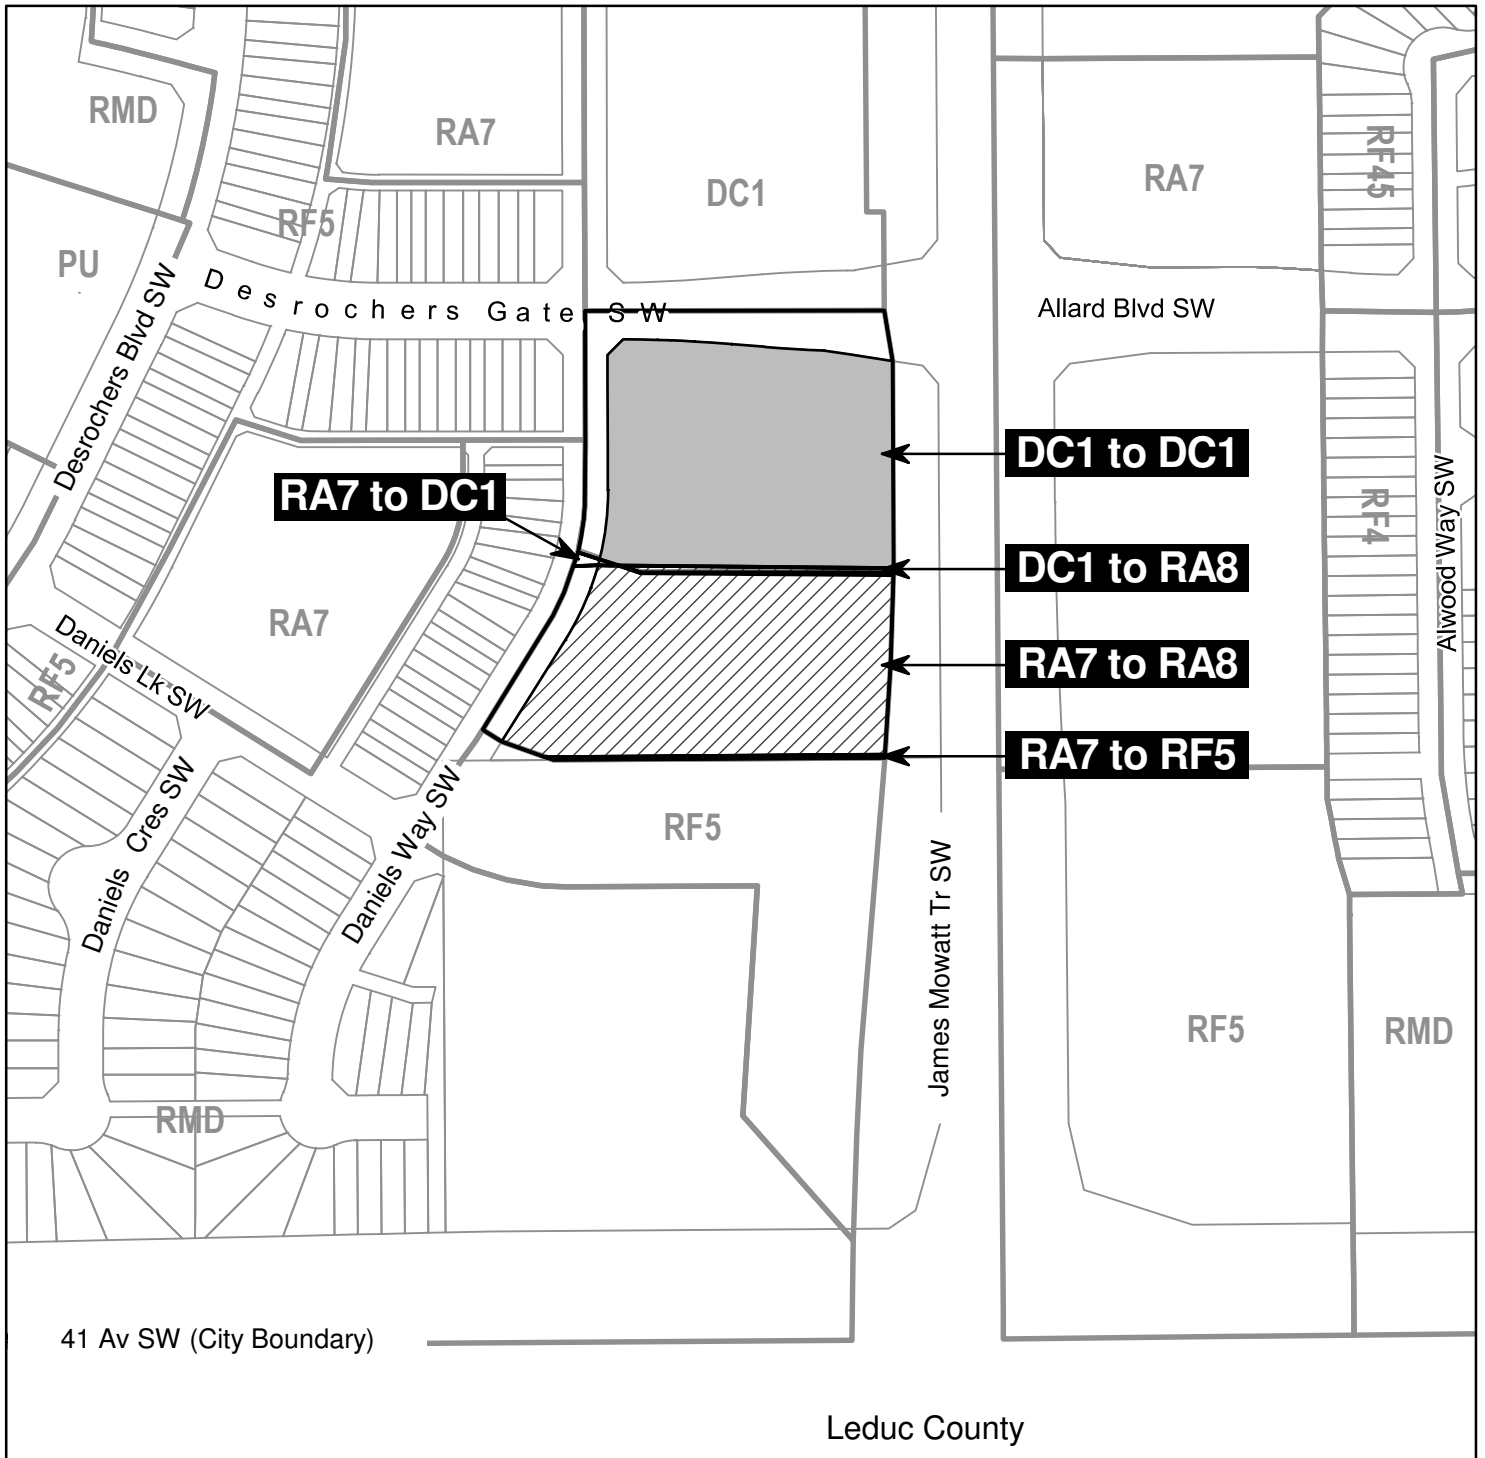 RMD
RA7
RF45
RA7
DC1
RF5
PU
Desrochers Blvd SW
Desrochers Gate SW
Allard Blvd SW
DC1 to DC1
RA7 to DC1
Alwood Way SW
RF4
DC1 to RA8
RA7
Daniels Lk SW
RF5
RA7 to RA8
RA7 to RF5
Daniels Cres SW
Daniels Way SW
RF5
James Mowatt Tr SW
RF5
RMD
RMD
41 Av SW (City Boundary)
Leduc County